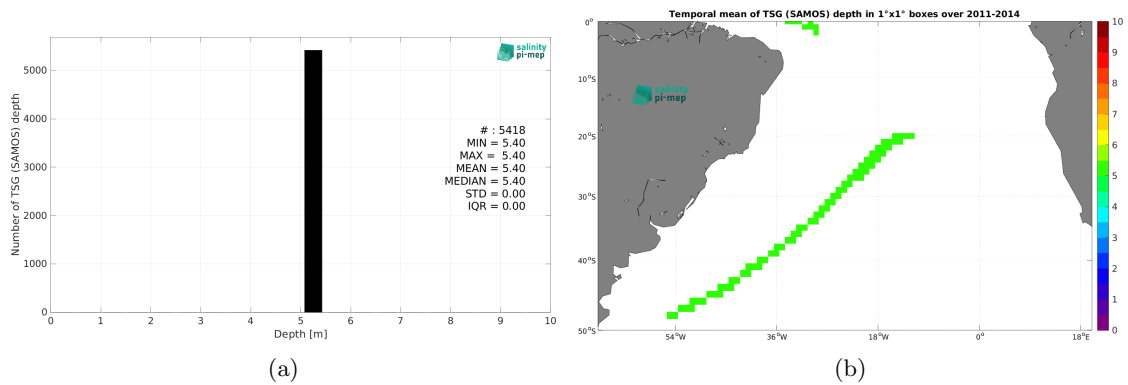 salinity
pi-mep
Number of TSG (SAMOS) depth
5000
4000
3000
2000
1000
0
# : 5418
MIN = 5.40
MAX = 5.40
MEAN = 5.40
MEDIAN = 5.40
STD = 0.00
IQR = 0.00
0 1 2 3 4 5 6 7 8 9 10
Depth [m]
(a)
Temporal mean of TSG (SAMOS) depth in 1°x1° boxes over 2011-2014
0°
10°S
20°S
30°S
40°S
50°S
salinity
pi-mep
54°W 36°W 18°W 0° 18°E
10
9
8
7
6
5
4
3
2
1
0
(b)